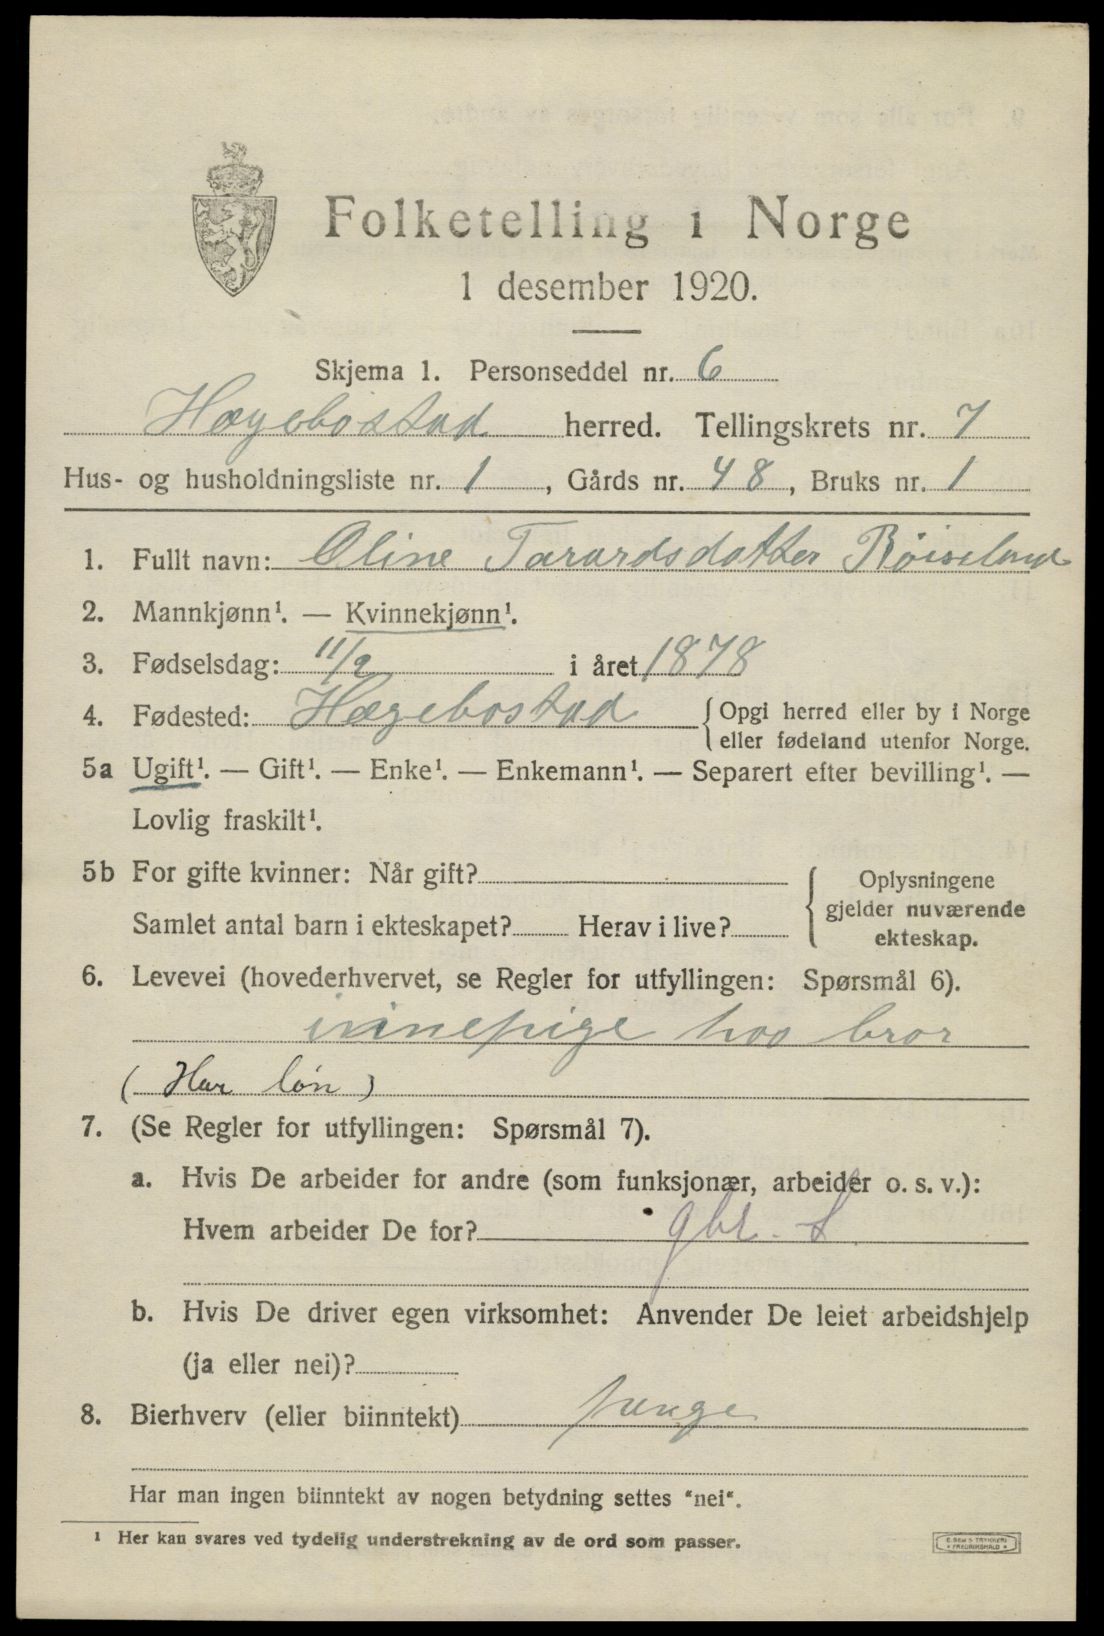 Folketelling i Norge
1 desember 1920.
Skjema 1. Personseddel nr. 6
Hægebostad herred. Tellingskrets nr. 7
Hus- og husholdningsliste nr. 1, Gårds nr. 48, Bruks nr. 1
1. Fullt navn: Oline Tarardsdotter Röiseland
2. Mannkjønn¹. — Kvinnekjønn¹.
3. Fødselsdag: 11/2 i året 1878
4. Fødested: Hægebostad {Opgi herred eller by i Norge
eller fødeland utenfor Norge.
5a Ugift¹. — Gift¹. — Enke¹. — Enkemann¹. — Separert efter bevilling¹. —
Lovlig fraskilt¹.
5b For gifte kvinner: Når gift?
Samlet antal barn i ekteskapet? Herav i live?
Oplysningene
gjelder nuværende
ekteskap.
6. Levevei (hovederhvervet, se Regler for utfyllingen: Spørsmål 6).
innepige hos bror
(Har løn)
7. (Se Regler for utfyllingen: Spørsmål 7).
a. Hvis De arbeider for andre (som funksjonær, arbeider o. s. v.):
Hvem arbeider De for? gbr. S
b. Hvis De driver egen virksomhet: Anvender De leiet arbeidshjelp
(ja eller nei)?
8. Bierhverv (eller biinntekt)
Har man ingen biinntekt av nogen betydning settes "nei".
¹ Her kan svares ved tydelig understrekning av de ord som passer.